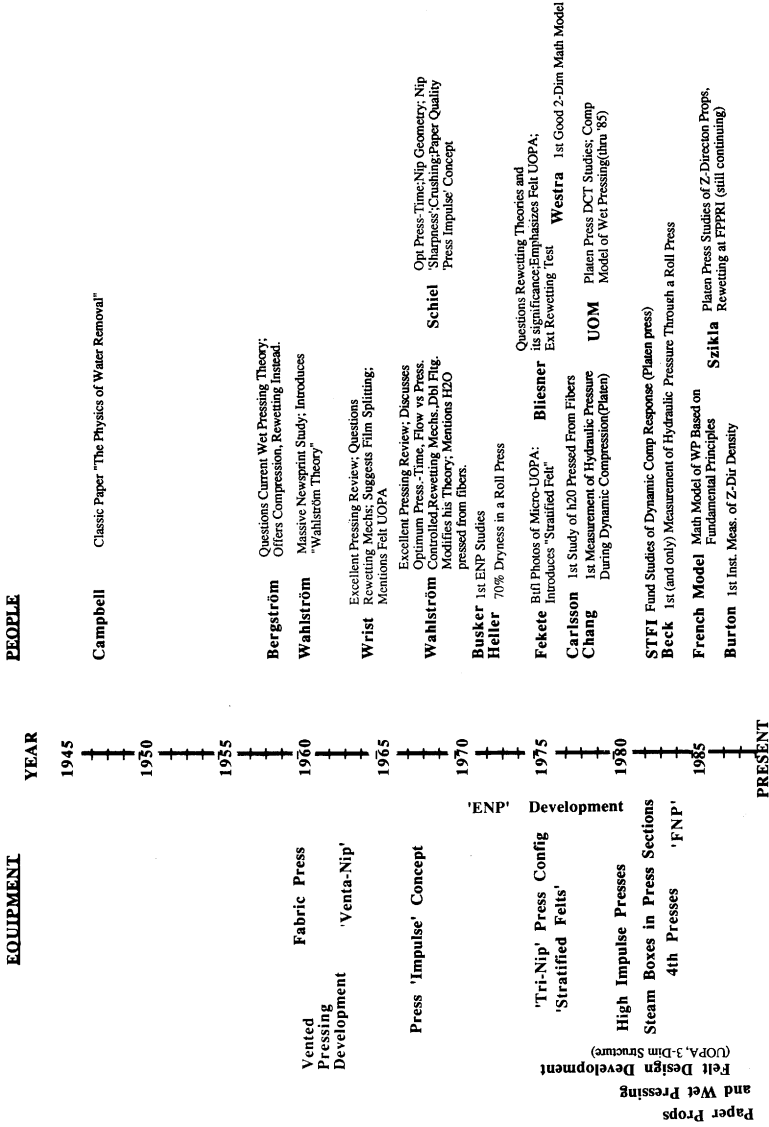 EQUIPMENT
YEAR
PEOPLE
1945
Campbell
Classic Paper "The Physics of Water Removal"
1950
1955
Bergström
Questions Current Wet Pressing Theory;
Offers Compression, Rewetting Instead.
Vented
Pressing
Development
Fabric Press
1960
Wahlström
Massive Newsprint Study; Introduces
"Wahlström Theory"
'Venta-Nip'
Wrist
Excellent Pressing Review; Questions
Rewetting Mechs; Suggests Film Splitting;
Mentions Felt UOPA
1965
Press 'Impulse' Concept
Wahlström
Excellent Pressing Review; Discusses
Optimum Press.-Time, Flow vs Press.
Controlled,Rewetting Mechs.,Dbl Fltg.
Modifies his Theory; Mentions H2O
pressed from fibers.
Schiel
Opt Press-Time;Nip Geometry; Nip
'Sharpness';Crushing;Paper Quality
'Press Impulse' Concept
1970
'ENP' Development
Busker 1st ENP Studies
Heller 70% Dryness in a Roll Press
'Tri-Nip' Press Config
'Stratified Felts'
1975
Fekete
Btfl Photos of Micro-UOPA:
Introduces "Stratified Felt"
Bliesner
Questions Rewetting Theories and
its significance;Emphasizes Felt UOPA;
Ext Rewetting Test
Westra 1st Good 2-Dim Math Model
Carlsson 1st Study of h20 Pressed From Fibers
Chang
1st Measurement of Hydraulic Pressure
During Dynamic Compression(Platen)
UOM
Platen Press DCT Studies; Comp
Model of Wet Pressing(thru '85)
High Impulse Presses
1980
Steam Boxes in Press Sections
STFI Fund Studies of Dynamic Comp Response (Platen press)
Beck 1st (and only) Measurement of Hydraulic Pressure Through a Roll Press
4th Presses 'FNP'
1985
French Model Math Model of WP Based on
Fundamental Principles
Szikla
Platen Press Studies of Z-Directon Props,
Rewetting at FPPRI (still continuing)
Burton 1st Inst. Meas. of Z-Dir Density
PRESENT
Paper Props
and Wet Pressing
Felt Design Development
(UOPA, 3-Dim Structure)